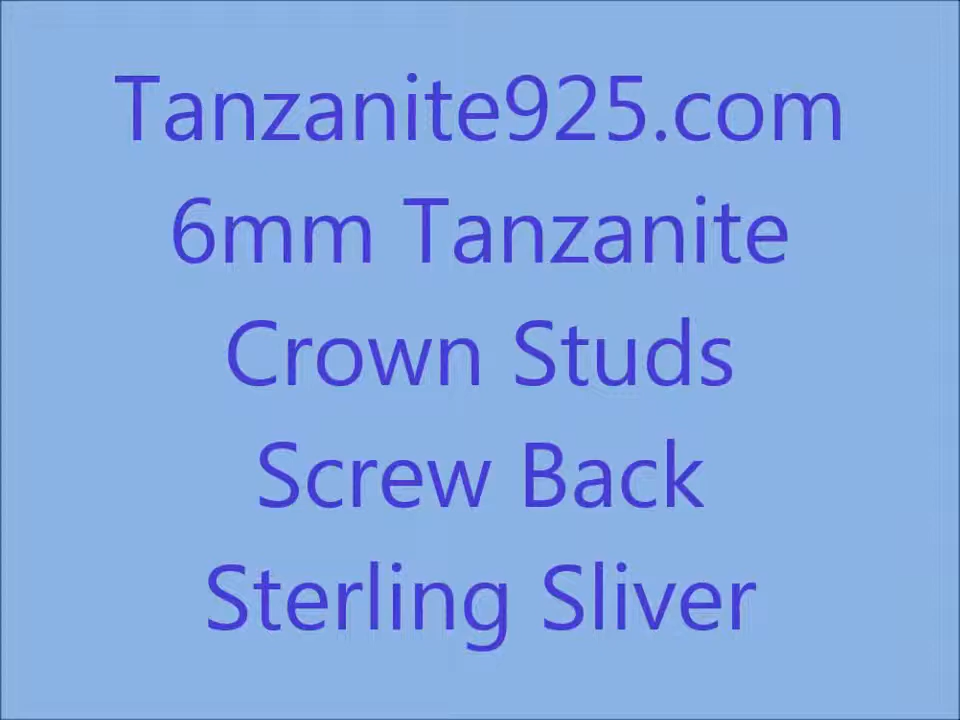 Tanzanite925.com
6mm Tanzanite
Crown Studs
Screw Back
Sterling Sliver